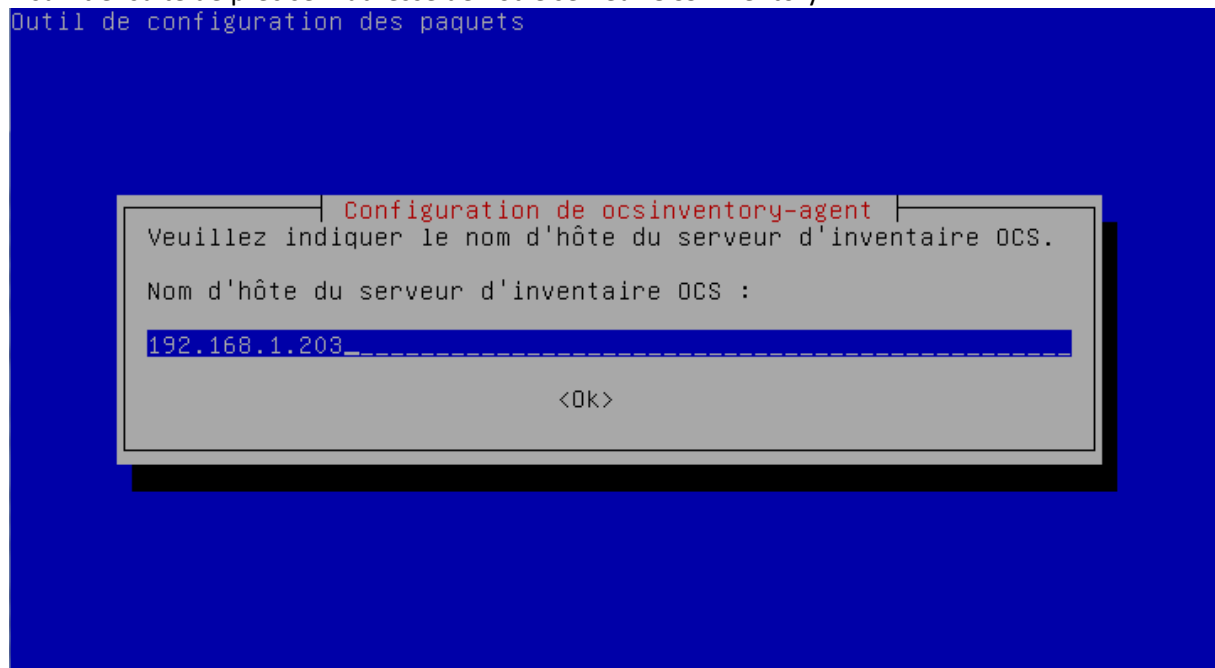 Outil de configuration des paquets
Configuration de ocsinventory-agent
Veuillez indiquer le nom d'hôte du serveur d'inventaire OCS.
Nom d'hôte du serveur d'inventaire OCS :
192.168.1.203
<Ok>